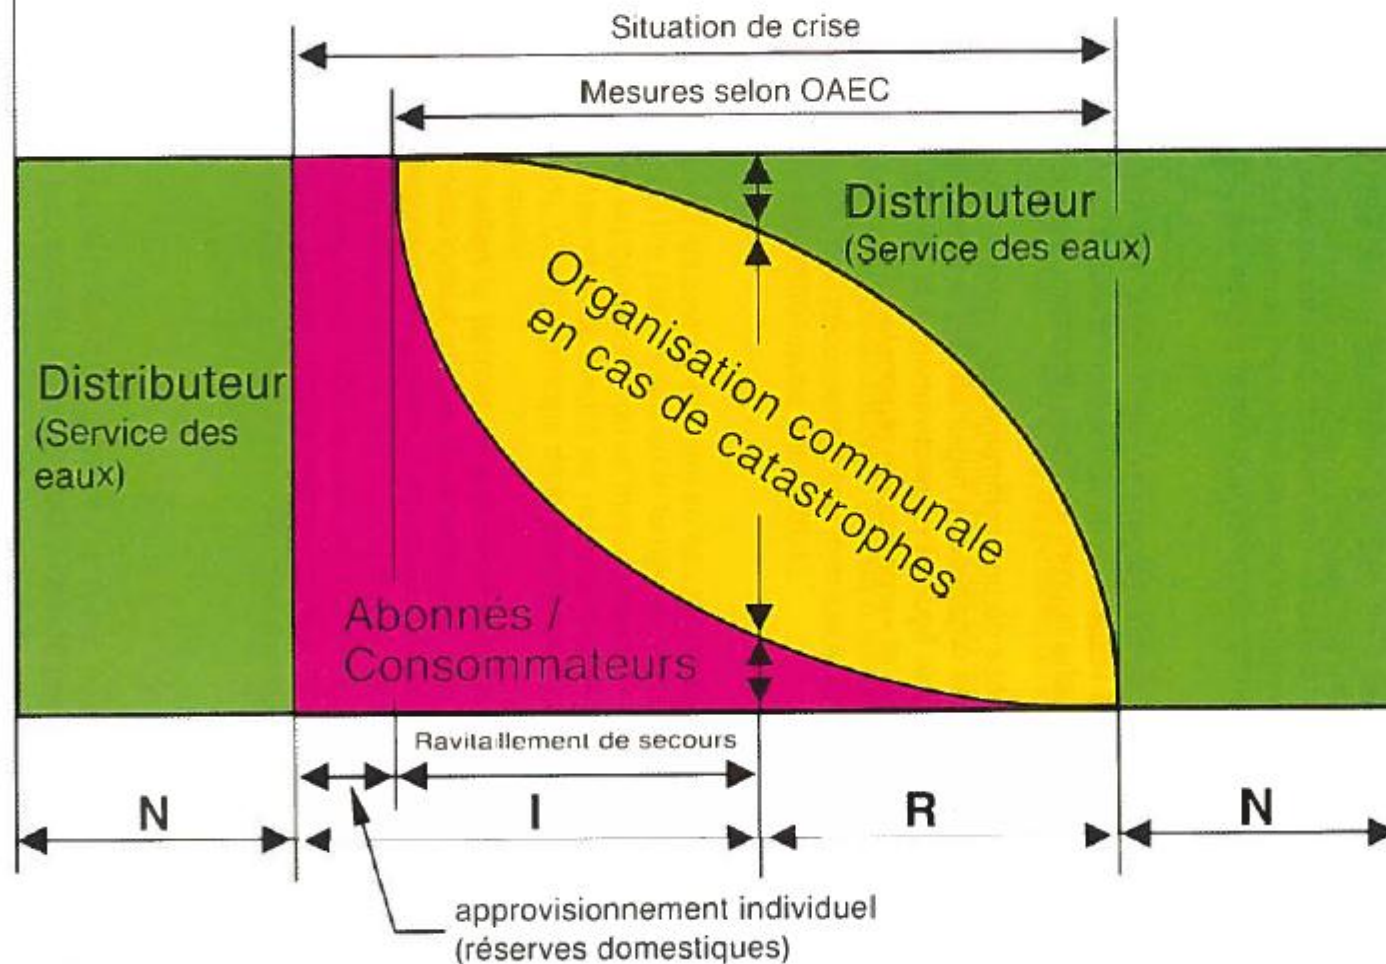 Situation de crise
Mesures selon OAEC
Distributeur
(Service des eaux)
Organisation communale
en cas de catastrophes
Distributeur
(Service des
eaux)
Abonnés /
Consommateurs
Ravitaillement de secours
N
I
R
N
approvisionnement individuel
(réserves domestiques)